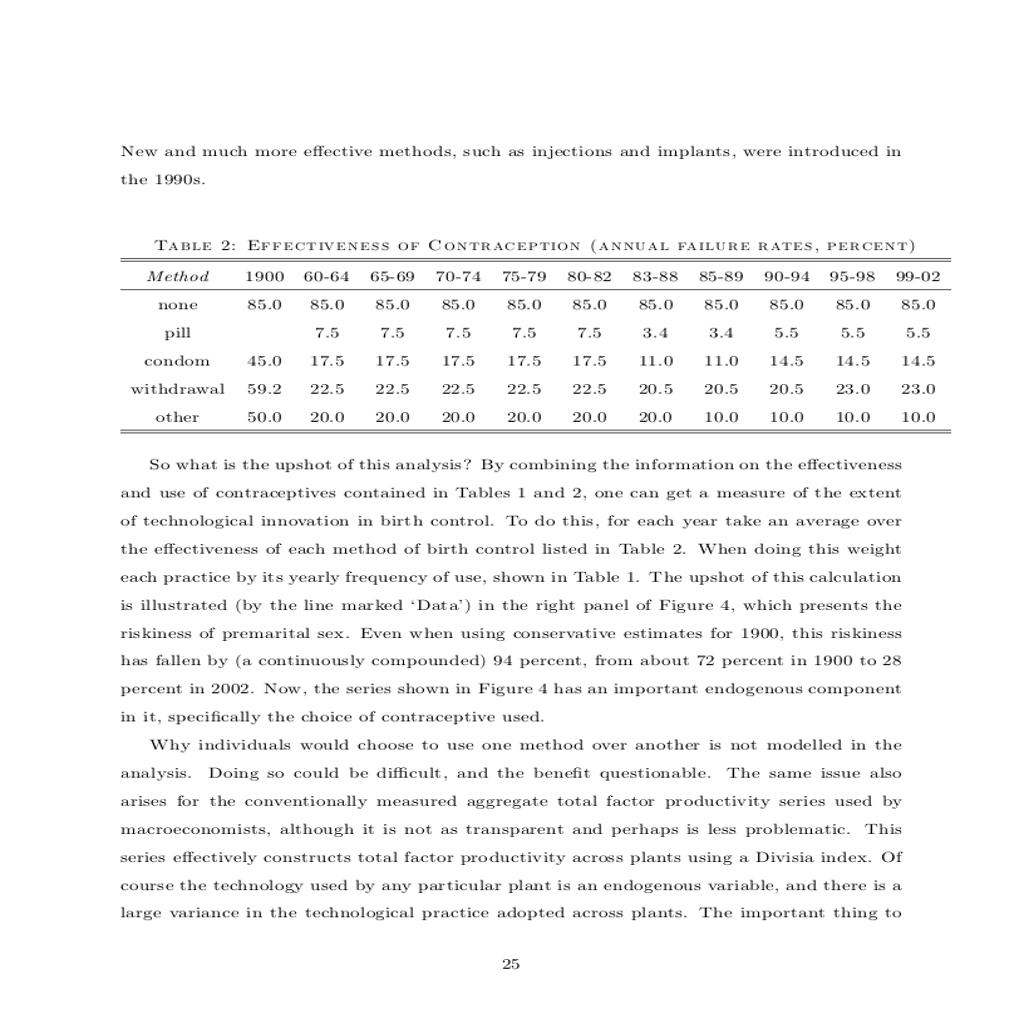 New and much more effective methods, such as injections and implants, were introduced in
the 1990s.
Table 2: Effectiveness of Contraception (annual failure rates, percent)
Method 1900 60-64 65-69 70-74 75-79 80-82 83-88 85-89 90-94 95-98 99-02
none 85.0 85.0 85.0 85.0 85.0 85.0 85.0 85.0 85.0 85.0 85.0
pill 7.5 7.5 7.5 7.5 7.5 3.4 3.4 5.5 5.5 5.5
condom 45.0 17.5 17.5 17.5 17.5 17.5 11.0 11.0 14.5 14.5 14.5
withdrawal 59.2 22.5 22.5 22.5 22.5 22.5 20.5 20.5 20.5 23.0 23.0
other 50.0 20.0 20.0 20.0 20.0 20.0 20.0 10.0 10.0 10.0 10.0
So what is the upshot of this analysis? By combining the information on the effectiveness
and use of contraceptives contained in Tables 1 and 2, one can get a measure of the extent
of technological innovation in birth control. To do this, for each year take an average over
the effectiveness of each method of birth control listed in Table 2. When doing this weight
each practice by its yearly frequency of use, shown in Table 1. The upshot of this calculation
is illustrated (by the line marked ‘Data’) in the right panel of Figure 4, which presents the
riskiness of premarital sex. Even when using conservative estimates for 1900, this riskiness
has fallen by (a continuously compounded) 94 percent, from about 72 percent in 1900 to 28
percent in 2002. Now, the series shown in Figure 4 has an important endogenous component
in it, specifically the choice of contraceptive used.
Why individuals would choose to use one method over another is not modelled in the
analysis. Doing so could be difficult, and the benefit questionable. The same issue also
arises for the conventionally measured aggregate total factor productivity series used by
macroeconomists, although it is not as transparent and perhaps is less problematic. This
series effectively constructs total factor productivity across plants using a Divisia index. Of
course the technology used by any particular plant is an endogenous variable, and there is a
large variance in the technological practice adopted across plants. The important thing to
25